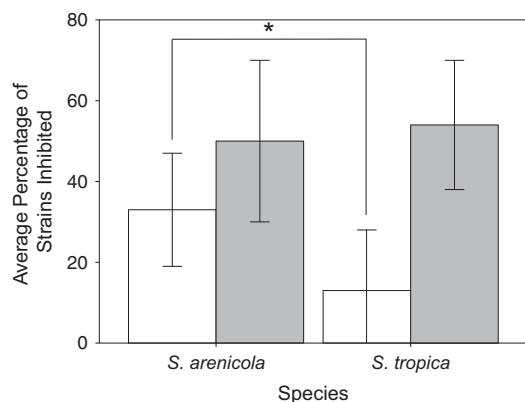 *
80
60
40
20
0
Average Percentage of
Strains Inhibited
S. arenicola S. tropica
Species